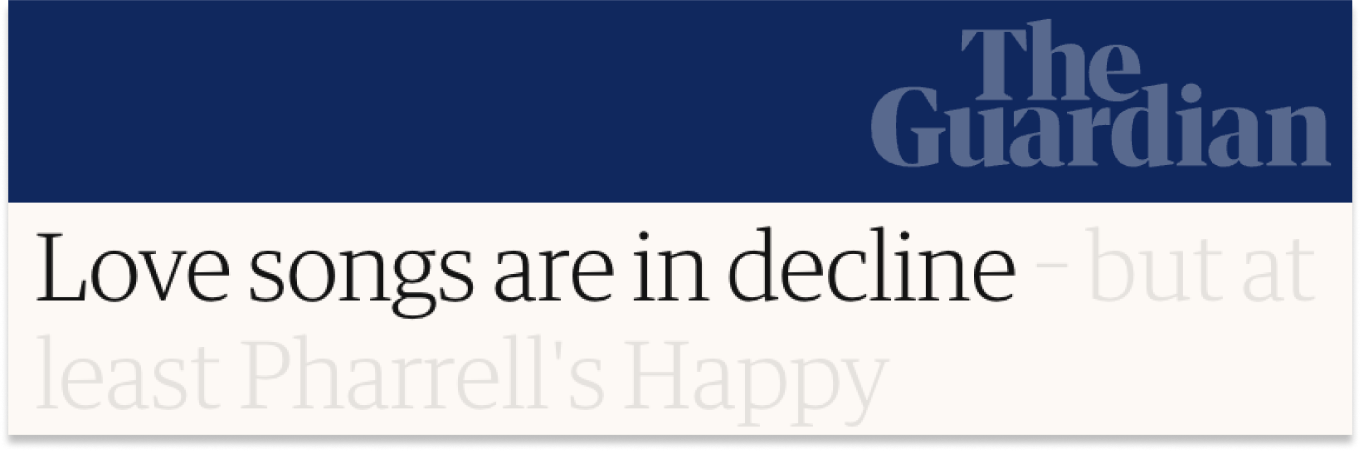 The
Guardian
Love songs are in decline – but at
least Pharrell's Happy